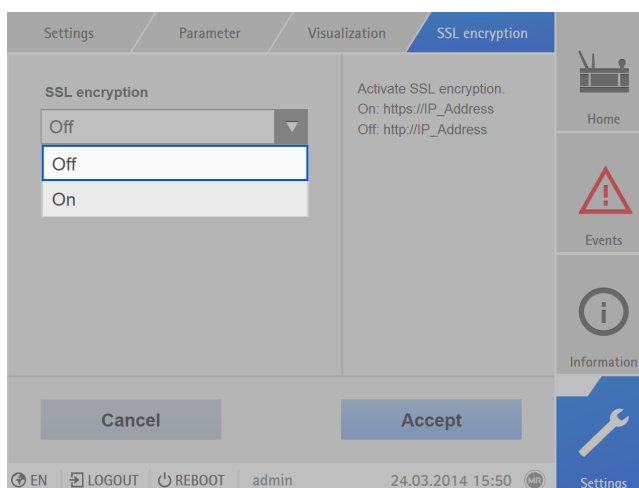 Settings
Parameter
Visualization
SSL encryption
SSL encryption
Off
Off
On
Activate SSL encryption.
On: https://IP_Address
Off: http://IP_Address
Home
Events
Information
Settings
Cancel
Accept
EN
LOGOUT
REBOOT
admin
24.03.2014 15:50
MR